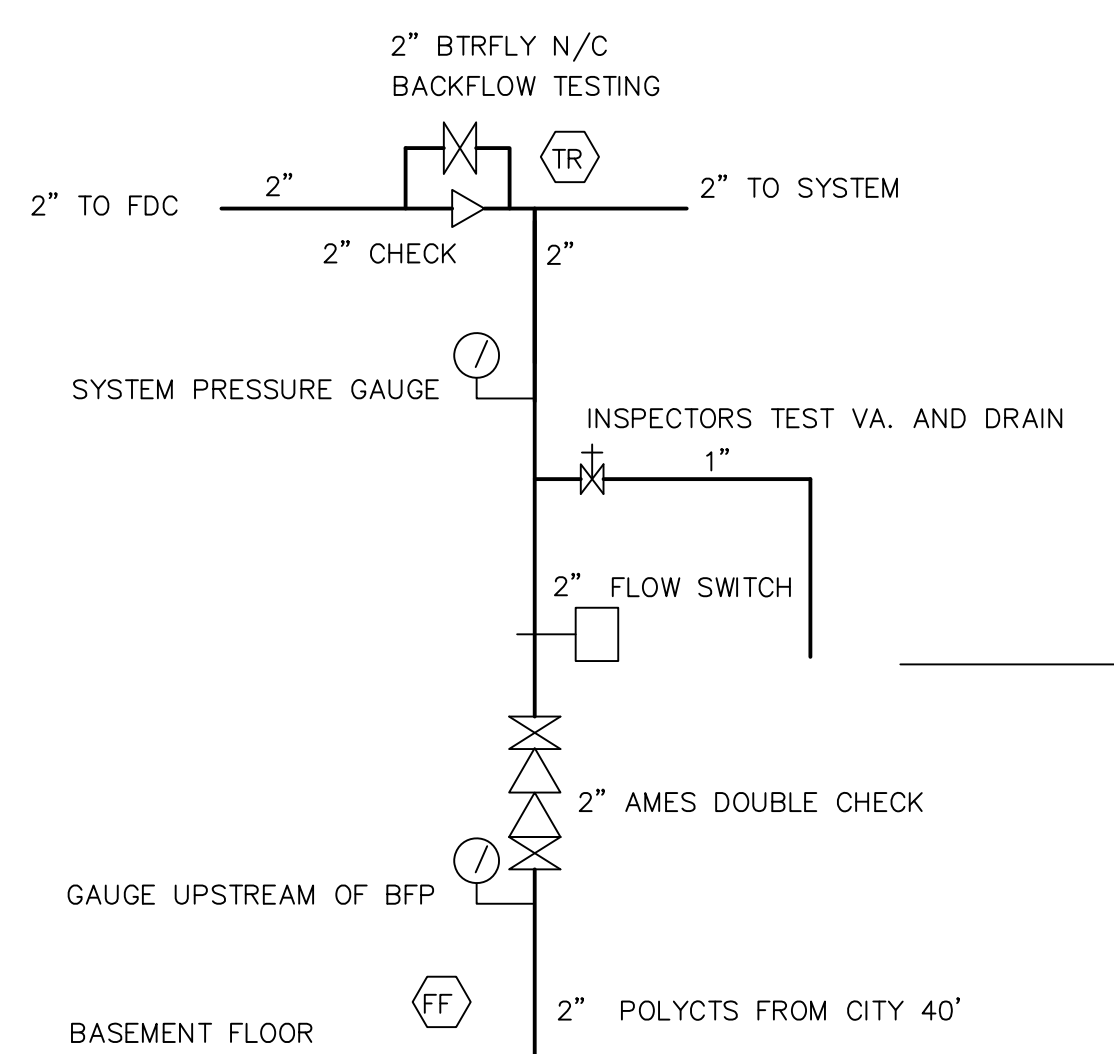 2” BTRFLY N/C
BACKFLOW TESTING
TR
2” TO FDC
2”
2” TO SYSTEM
2” CHECK
2”
SYSTEM PRESSURE GAUGE
INSPECTORS TEST VA. AND DRAIN
1”
2” FLOW SWITCH
2” AMES DOUBLE CHECK
GAUGE UPSTREAM OF BFP
FF
2” POLYCTS FROM CITY 40'
BASEMENT FLOOR